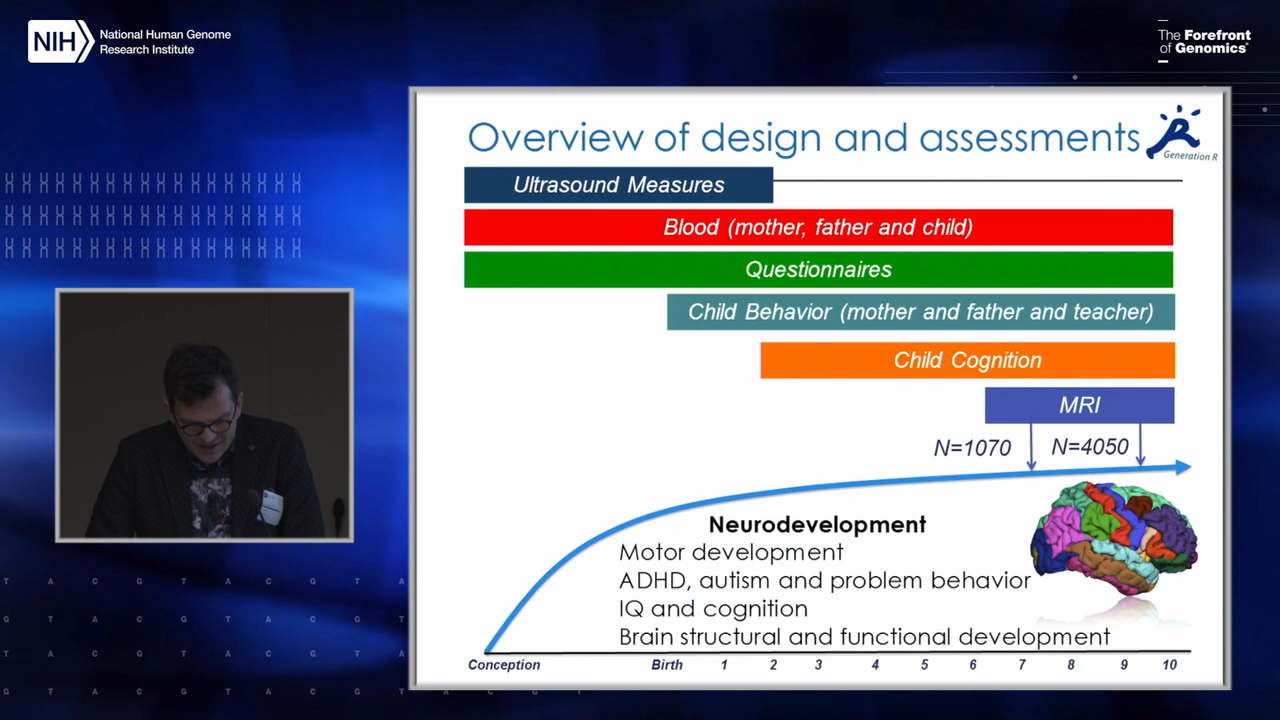 NIH
National Human Genome
Research Institute
The Forefront
of Genomics®
Overview of design and assessments
Generation R
Ultrasound Measures
Blood (mother, father and child)
Questionnaires
Child Behavior (mother and father and teacher)
Child Cognition
MRI
N=1070
N=4050
Neurodevelopment
Motor development
ADHD, autism and problem behavior
IQ and cognition
Brain structural and functional development
Conception Birth 1 2 3 4 5 6 7 8 9 10
T A C G T A C G T A
G T A C G T A C G T
T A C G T A C G T A
G T A C G T A C G T A C G T